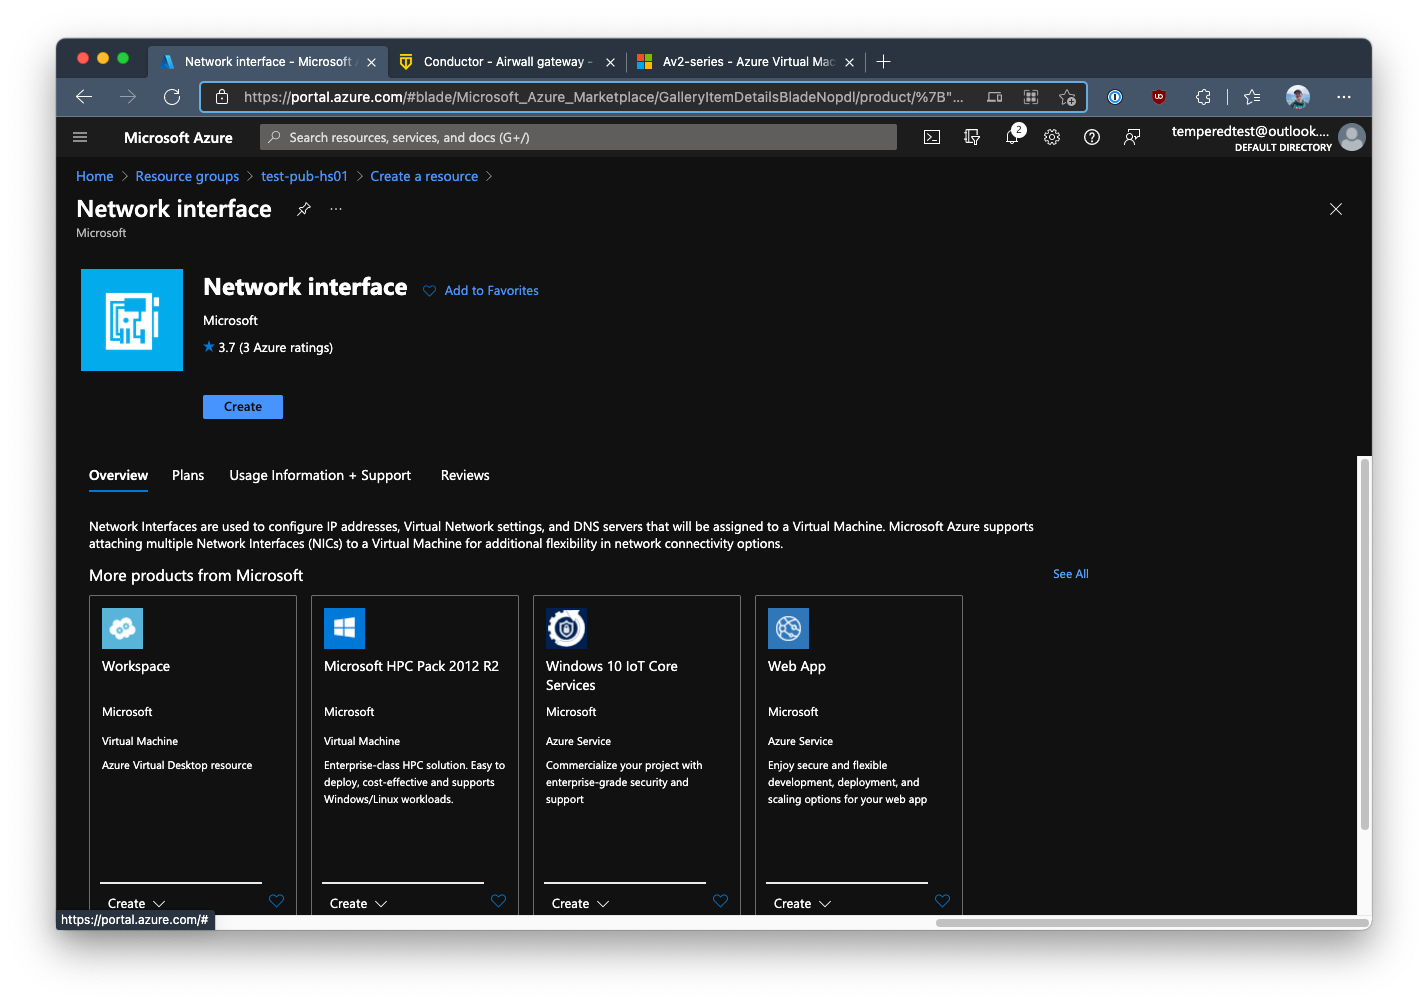 Network interface - Microsoft A
Conductor - Airwall gateway -
Av2-series - Azure Virtual Mac
https://portal.azure.com/#blade/Microsoft_Azure_Marketplace/GalleryItemDetailsBladeNopdl/product/%7B"...
Microsoft Azure
Search resources, services, and docs (G+/)
2
temperedtest@outlook....
DEFAULT DIRECTORY
Home > Resource groups > test-pub-hs01 > Create a resource >
Network interface
...
Microsoft
Network interface
Add to Favorites
Microsoft
3.7 (3 Azure ratings)
Create
Overview Plans Usage Information + Support Reviews
Network Interfaces are used to configure IP addresses, Virtual Network settings, and DNS servers that will be assigned to a Virtual Machine. Microsoft Azure supports
attaching multiple Network Interfaces (NICs) to a Virtual Machine for additional flexibility in network connectivity options.
More products from Microsoft
See All
Workspace
Microsoft
Virtual Machine
Azure Virtual Desktop resource
Create
Microsoft HPC Pack 2012 R2
Microsoft
Virtual Machine
Enterprise-class HPC solution. Easy to
deploy, cost-effective and supports
Windows/Linux workloads.
Create
Windows 10 IoT Core
Services
Microsoft
Azure Service
Commercialize your project with
enterprise-grade security and
support
Create
Web App
Microsoft
Azure Service
Enjoy secure and flexible
development, deployment, and
scaling options for your web app
Create
https://portal.azure.com/#